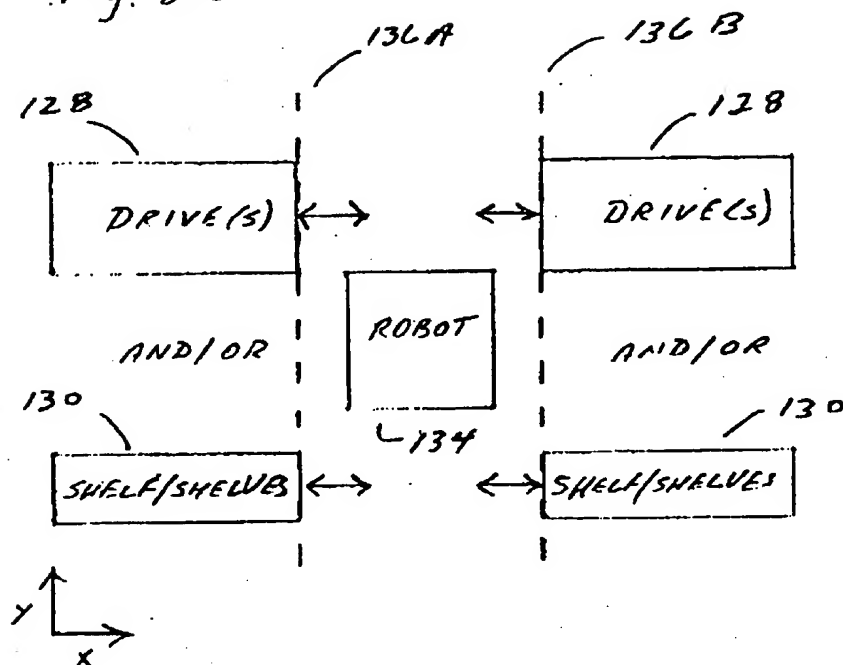 136A
136B
128
128
DRIVE(S)
DRIVE(S)
ROBOT
AND/OR
AND/OR
130
130
134
SHELF/SHELVES
SHELF/SHELVES
Y
X